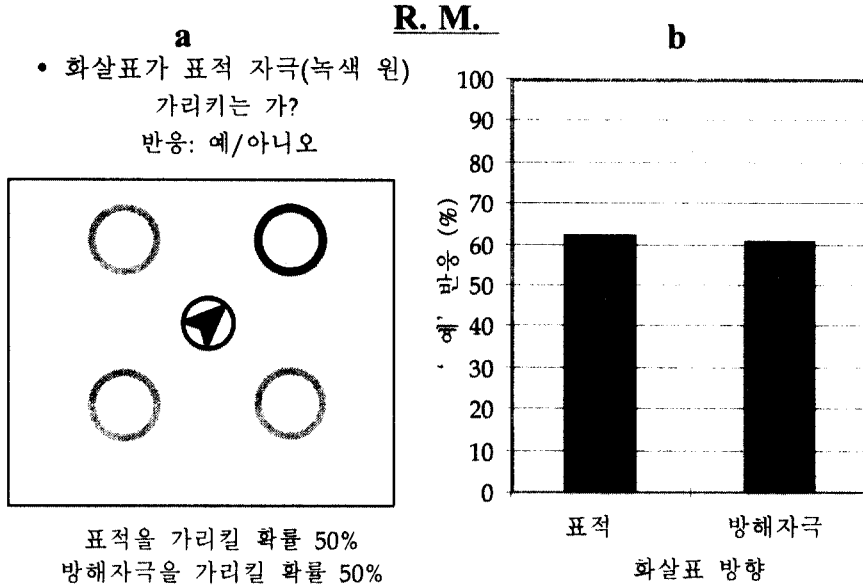 R. M.
a
• 화살표가 표적 자극(녹색 원)
가리키는 가?
반응: 예/아니오
표적을 가리킬 확률 50%
방해자극을 가리킬 확률 50%
b
‘예’ 반응 (%)
100
90
80
70
60
50
40
30
20
10
0
표적 방해자극
화살표 방향